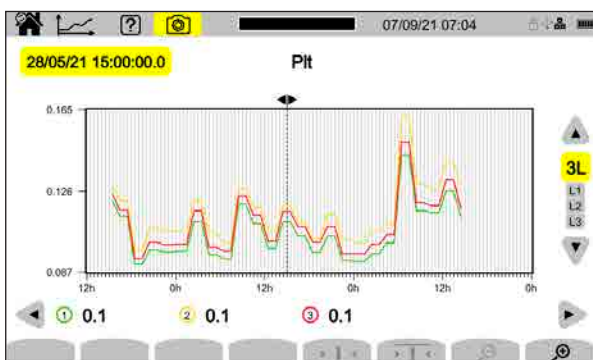 ? 07/09/21 07:04
28/05/21 15:00:00.0 Plt
0.165
0.126
0.087
12h 0h 12h 0h 12h 0h
3L
L1
L2
L3
1 0.1 2 0.1 3 0.1